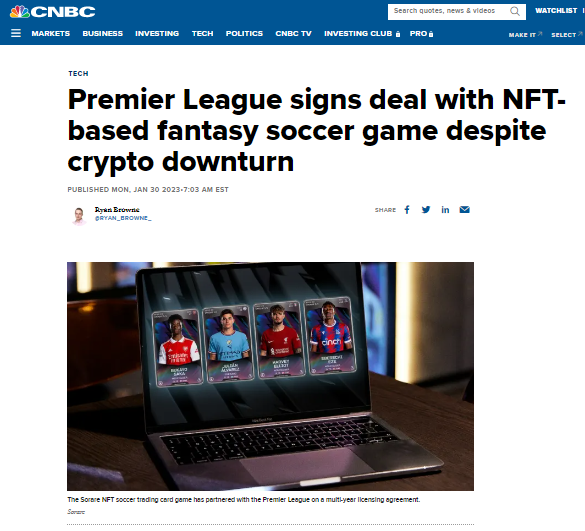 CNBC
Search quotes, news & videos
WATCHLIST
MARKETS BUSINESS INVESTING TECH POLITICS CNBC TV INVESTING CLUB PRO
MAKE IT SELECT
TECH
Premier League signs deal with NFT-
based fantasy soccer game despite
crypto downturn
PUBLISHED MON, JAN 30 2023•7:03 AM EST
Ryan Browne
@RYAN_BROWNE_
SHARE
BUKAYO
SAKA
JULIÁN
ALVAREZ
HARVEY
ELLIOTT
cinch
EZE
The Sorare NFT soccer trading card game has partnered with the Premier League on a multi-year licensing agreement.
Sorare